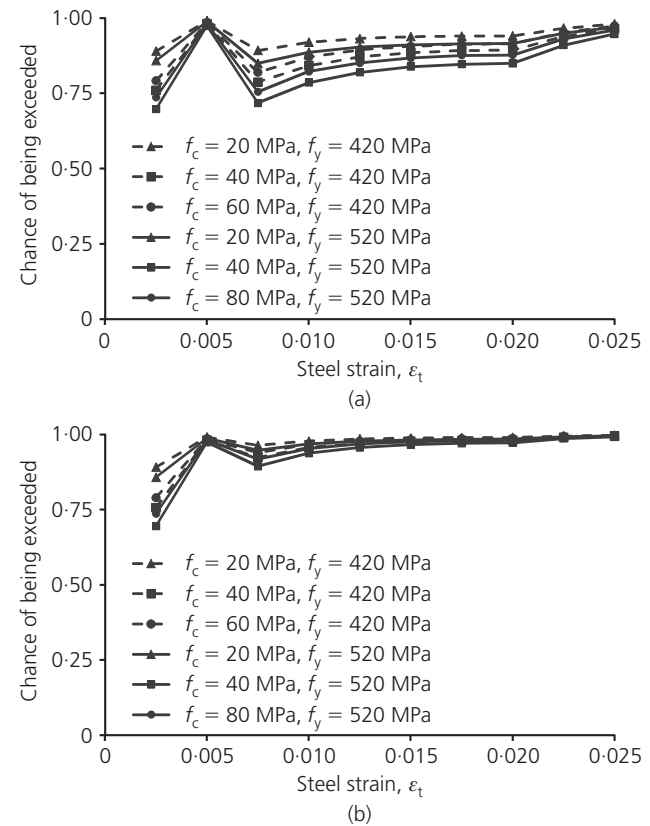 1·00
0·75
0·50
0·25
0
Chance of being exceeded
f_c = 20 MPa, f_y = 420 MPa
f_c = 40 MPa, f_y = 420 MPa
f_c = 60 MPa, f_y = 420 MPa
f_c = 20 MPa, f_y = 520 MPa
f_c = 40 MPa, f_y = 520 MPa
f_c = 80 MPa, f_y = 520 MPa
0 0·005 0·010 0·015 0·020 0·025
Steel strain, ε_t
(a)
1·00
0·75
0·50
0·25
0
Chance of being exceeded
f_c = 20 MPa, f_y = 420 MPa
f_c = 40 MPa, f_y = 420 MPa
f_c = 60 MPa, f_y = 420 MPa
f_c = 20 MPa, f_y = 520 MPa
f_c = 40 MPa, f_y = 520 MPa
f_c = 80 MPa, f_y = 520 MPa
0 0·005 0·010 0·015 0·020 0·025
Steel strain, ε_t
(b)